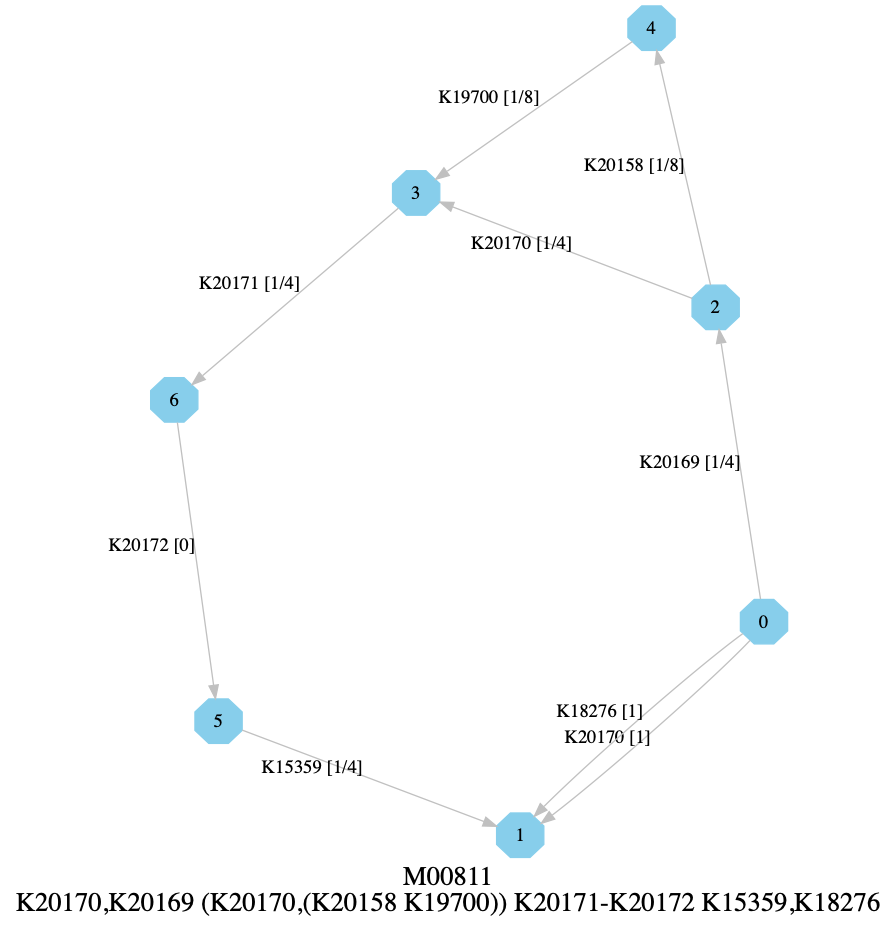 4
K19700 [1/8]
K20158 [1/8]
3
K20170 [1/4]
K20171 [1/4]
2
6
K20169 [1/4]
K20172 [0]
0
K18276 [1]
5
K20170 [1]
K15359 [1/4]
1
M00811
K20170,K20169 (K20170,(K20158 K19700)) K20171-K20172 K15359,K18276